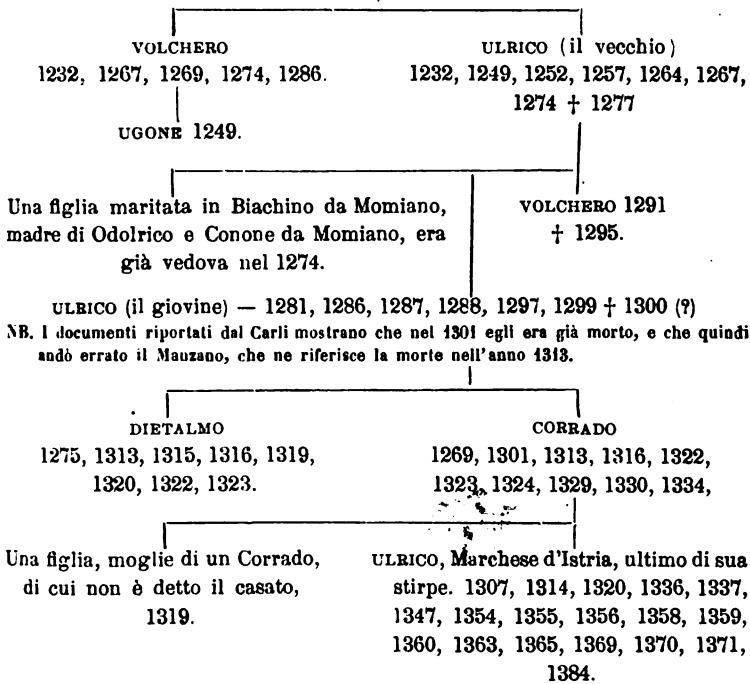 VOLCHERO
1232, 1267, 1269, 1274, 1286.
ULRICO (il vecchio)
1232, 1249, 1252, 1257, 1264, 1267,
1274 † 1277
UGONE 1249.
Una figlia maritata in Biachino da Momiano,
madre di Odolrico e Conone da Momiano, era
già vedova nel 1274.
VOLCHERO 1291
† 1295.
ULRICO (il giovine) — 1281, 1286, 1287, 1288, 1297, 1299 † 1300 (?)
NB. I documenti riportati dal Carli mostrano che nel 1301 egli era già morto, e che quindi
andò errato il Manzano, che ne riferisce la morte nell'anno 1313.
DIETALMO
1275, 1313, 1315, 1316, 1319,
1320, 1322, 1323.
CORRADO
1269, 1301, 1313, 1316, 1322,
1323, 1324, 1329, 1330, 1334,
Una figlia, moglie di un Corrado,
di cui non è detto il casato,
1319.
ULRICO, Marchese d'Istria, ultimo di sua
stirpe. 1307, 1314, 1320, 1336, 1337,
1347, 1354, 1355, 1356, 1358, 1359,
1360, 1363, 1365, 1369, 1370, 1371,
1384.